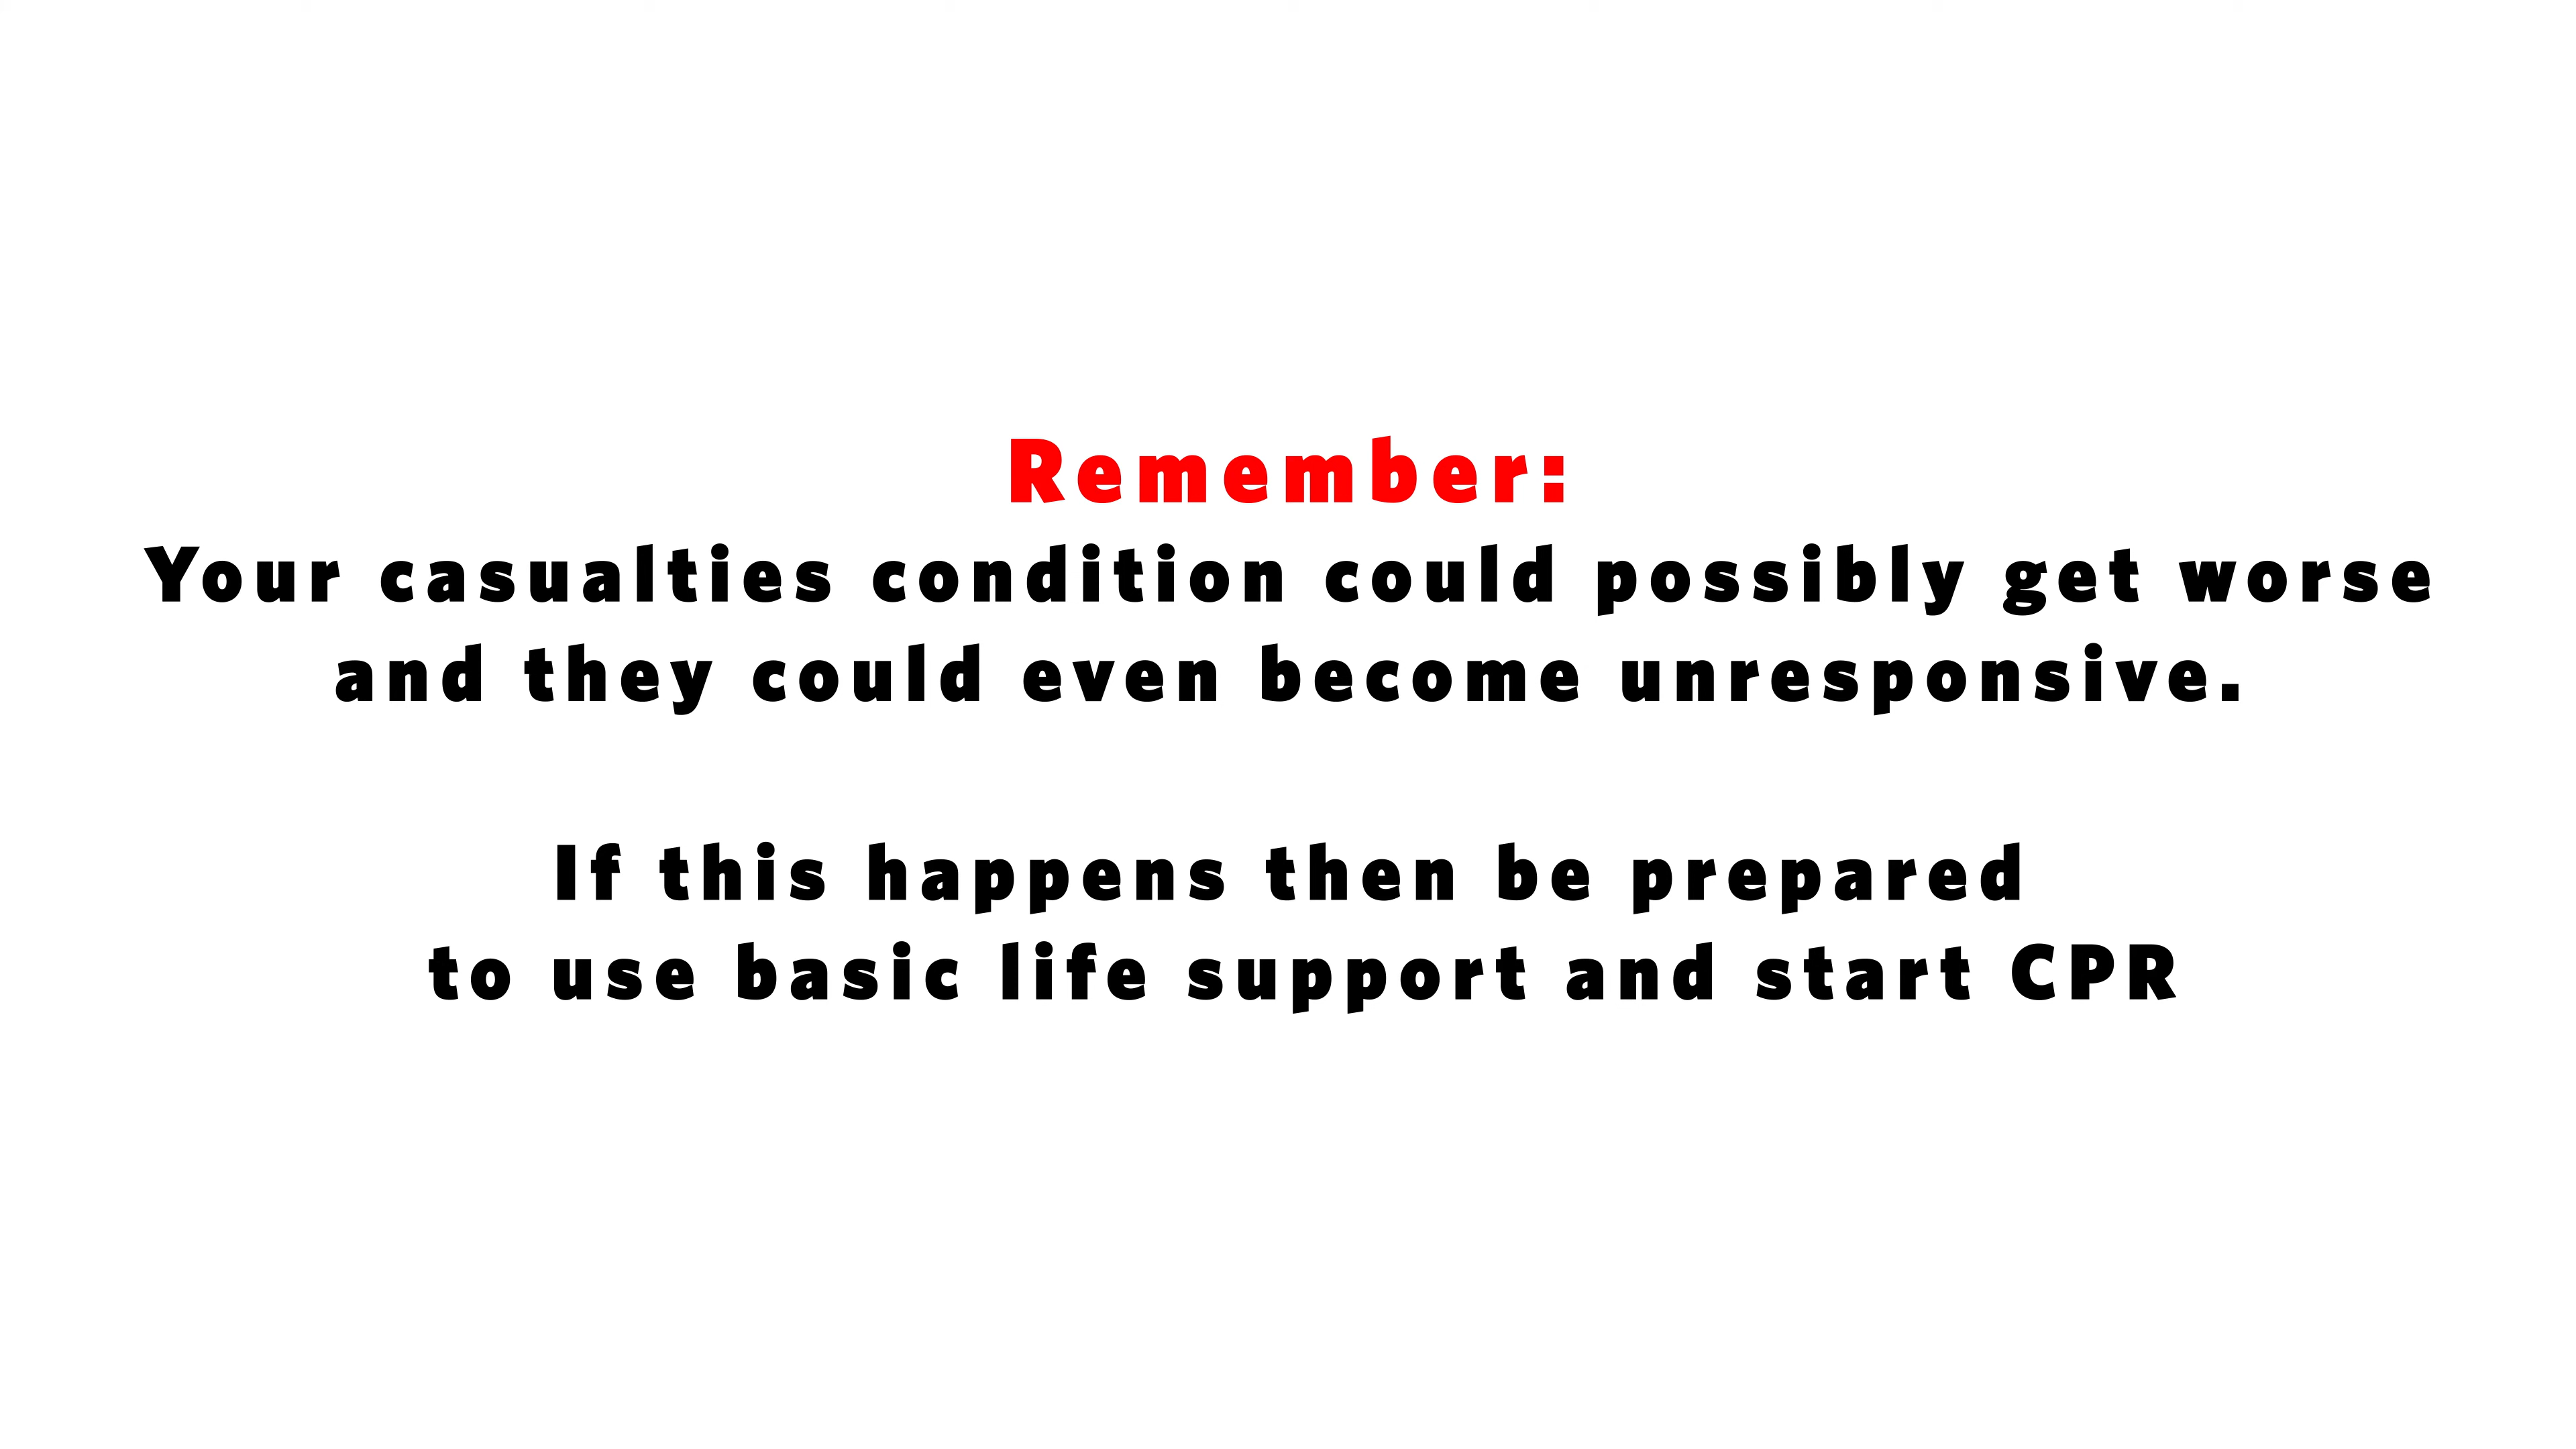 Remember:
Your casualties condition could possibly get worse
and they could even become unresponsive.
If this happens then be prepared
to use basic life support and start CPR